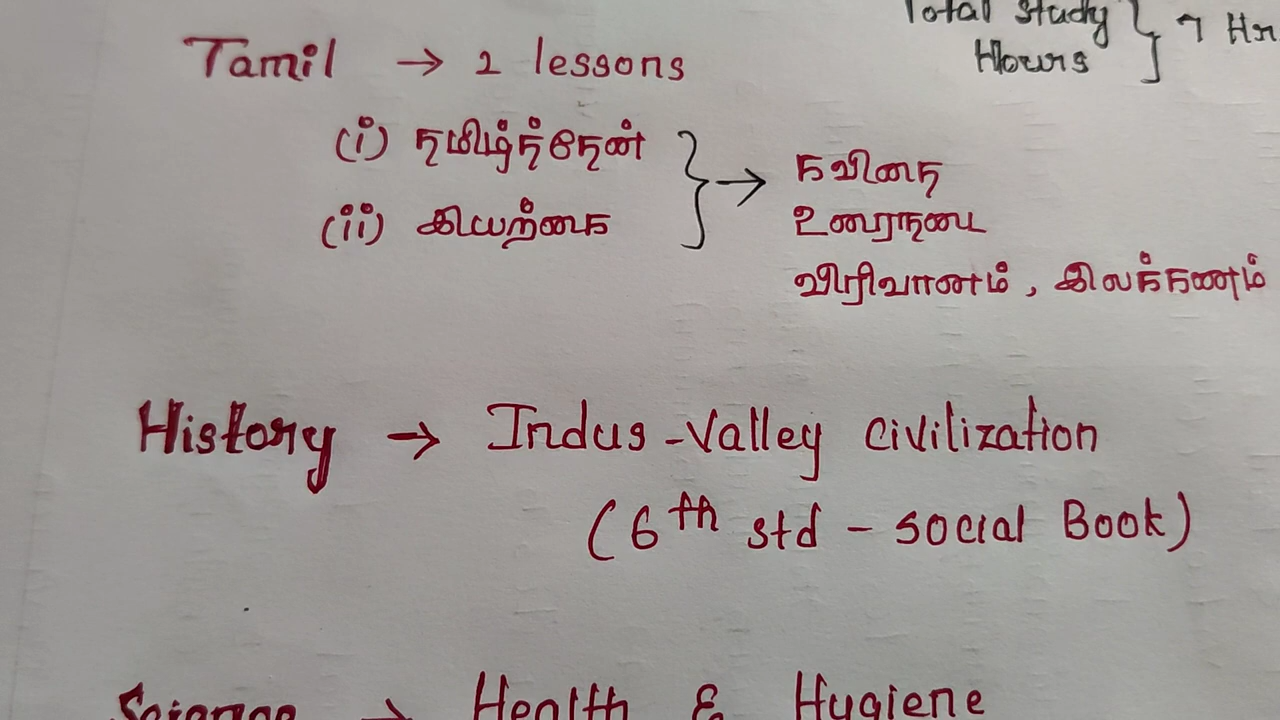 Total Study Hours } 7 Hr
Tamil → 2 lessons
(i) தமிழ்த்தேன்
(ii) இயற்கை
} → கவிதை
உரைநடை
விரிவானம், இலக்கணம்
History → Indus-Valley civilization
(6th std - social Book)
Science → Health & Hygiene